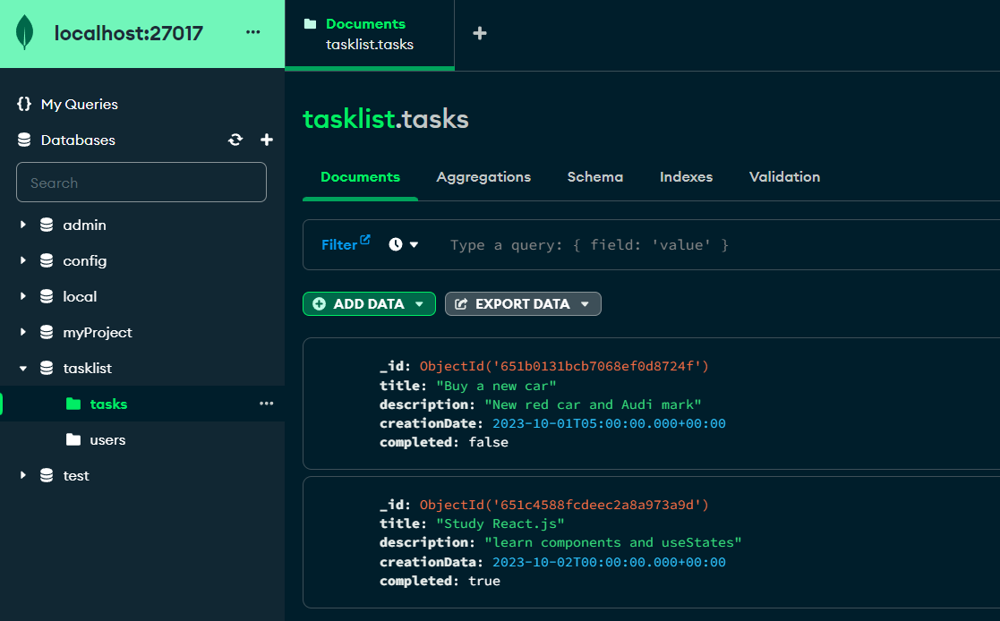 localhost:27017
My Queries
Databases
Search
admin
config
local
myProject
tasklist
tasks
users
test
Documents
tasklist.tasks
tasklist.tasks
Documents Aggregations Schema Indexes Validation
Filter Type a query: { field: 'value' }
ADD DATA EXPORT DATA
_id: ObjectId('651b0131bcb7068ef0d8724f')
title: "Buy a new car"
description: "New red car and Audi mark"
creationDate: 2023-10-01T05:00:00.000+00:00
completed: false
_id: ObjectId('651c4588fcdeec2a8a973a9d')
title: "Study React.js"
description: "learn components and useStates"
creationData: 2023-10-02T00:00:00.000+00:00
completed: true